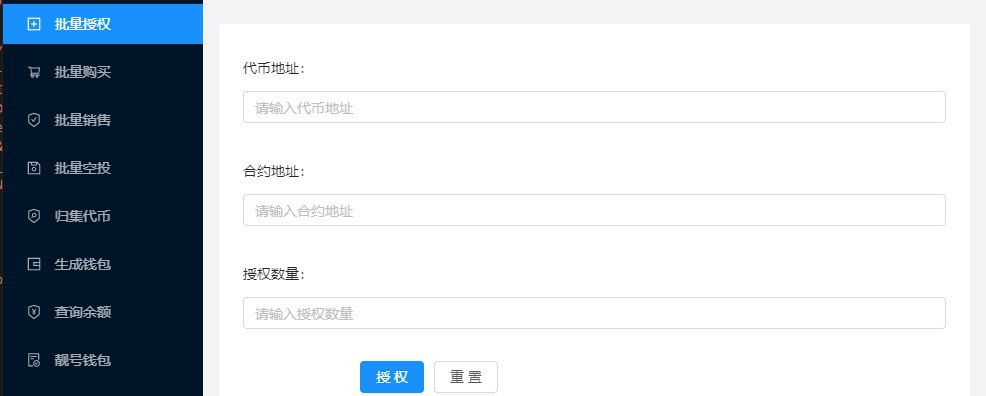 批量授权
批量购买
批量销售
批量空投
归集代币
生成钱包
查询余额
靓号钱包
代币地址：
请输入代币地址
合约地址：
请输入合约地址
授权数量：
请输入授权数量
授 权
重 置